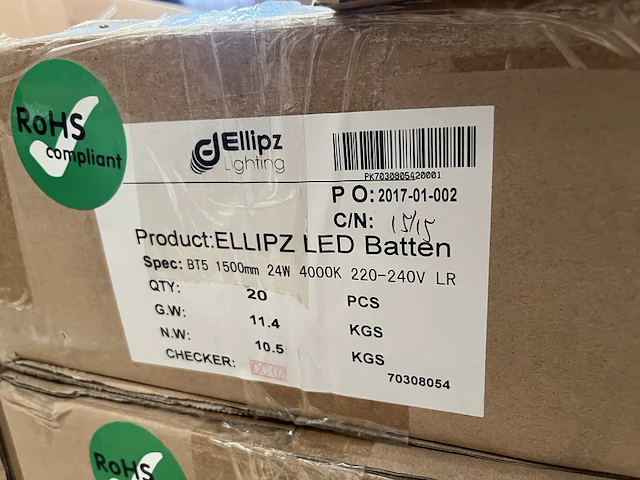 RoHS
compliant
Ellipz
Lighting
PK7030805420001
P O: 2017-01-002
C/N: 15/15
Product:ELLIPZ LED Batten
Spec: BT5 1500mm 24W 4000K 220-240V LR
QTY: 20 PCS
G.W: 11.4 KGS
N.W: 10.5 KGS
CHECKER:
70308054
RoHS